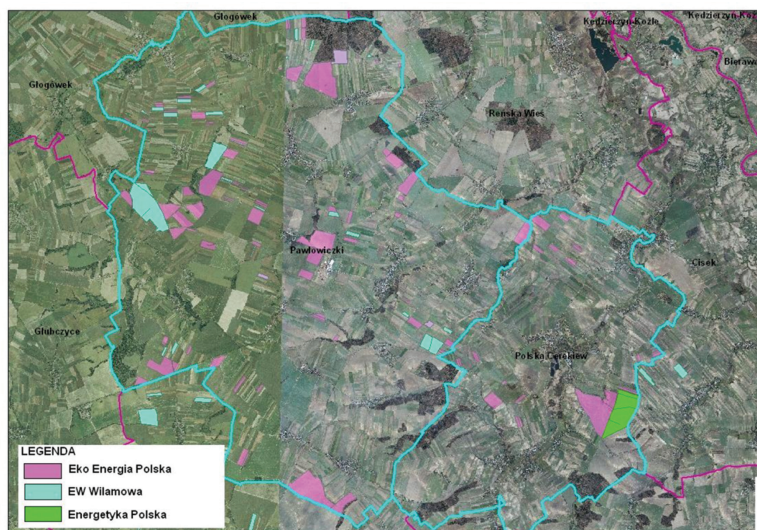 Głogówek
Kędzierzyn-Koźle
Kędzierzyn-Koźl
Bierawa
Głogówek
Reńska Wieś
Pawłowiczki
Cisek
Głubczyce
Polska Cerekiew
LEGENDA
Eko Energia Polska
EW Wilamowa
Energetyka Polska